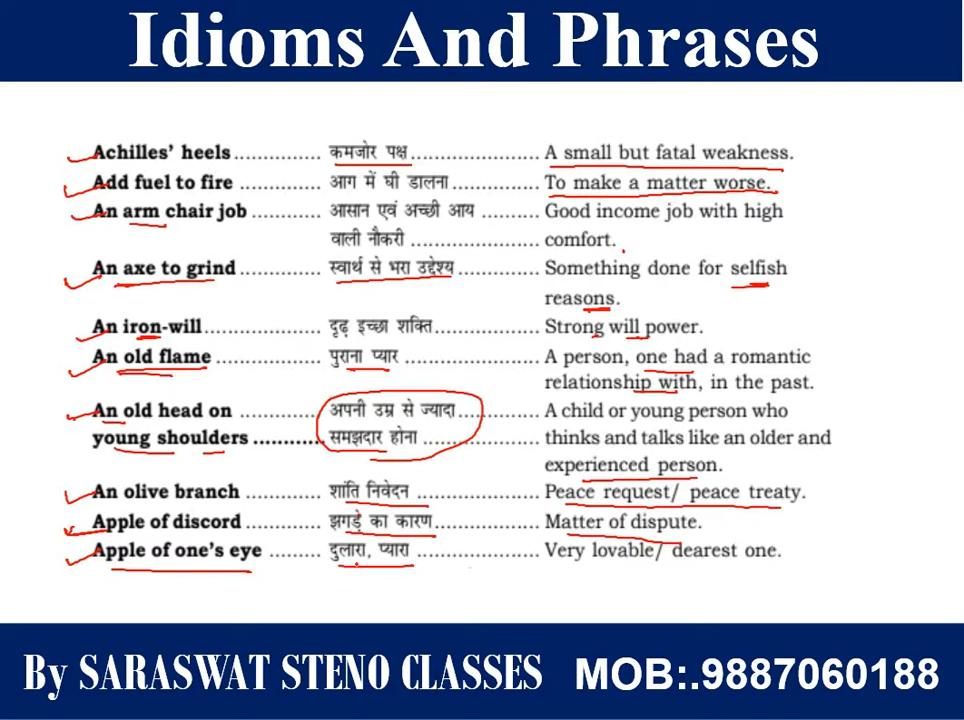 Idioms And Phrases
Achilles' heels .............. कमजोर पक्ष ..................... A small but fatal weakness.
Add fuel to fire ............. आग में घी डालना .............. To make a matter worse.
An arm chair job ........... आसान एवं अच्छी आय .......... Good income job with high
वाली नौकरी ..................... comfort.
An axe to grind ............. स्वार्थ से भरा उद्देश्य .............. Something done for selfish
reasons.
An iron-will ................... दृढ़ इच्छा शक्ति ................. Strong will power.
An old flame ................. पुराना प्यार ...................... A person, one had a romantic
relationship with, in the past.
An old head on ............. अपनी उम्र से ज्यादा .............. A child or young person who
young shoulders ........... समझदार होना ................... thinks and talks like an older and
experienced person.
An olive branch ............ शांति निवेदन .................... Peace request/ peace treaty.
Apple of discord ............ झगड़े का कारण ................. Matter of dispute.
Apple of one's eye ......... दुलारा, प्यारा ..................... Very lovable/ dearest one.
By SARASWAT STENO CLASSES MOB:.9887060188